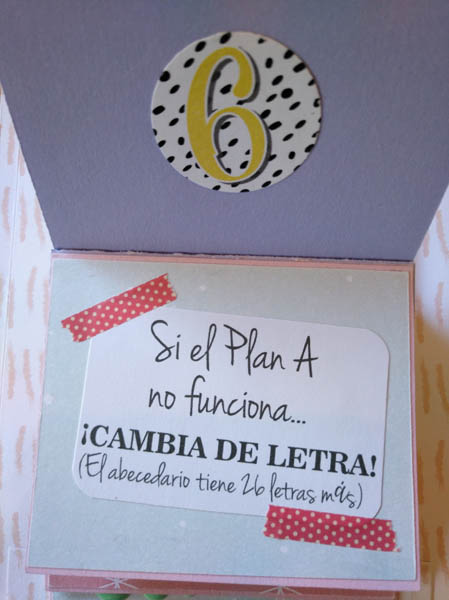 6
Si el Plan A
no funciona...
¡CAMBIA DE LETRA!
(El abecedario tiene 26 letras más)